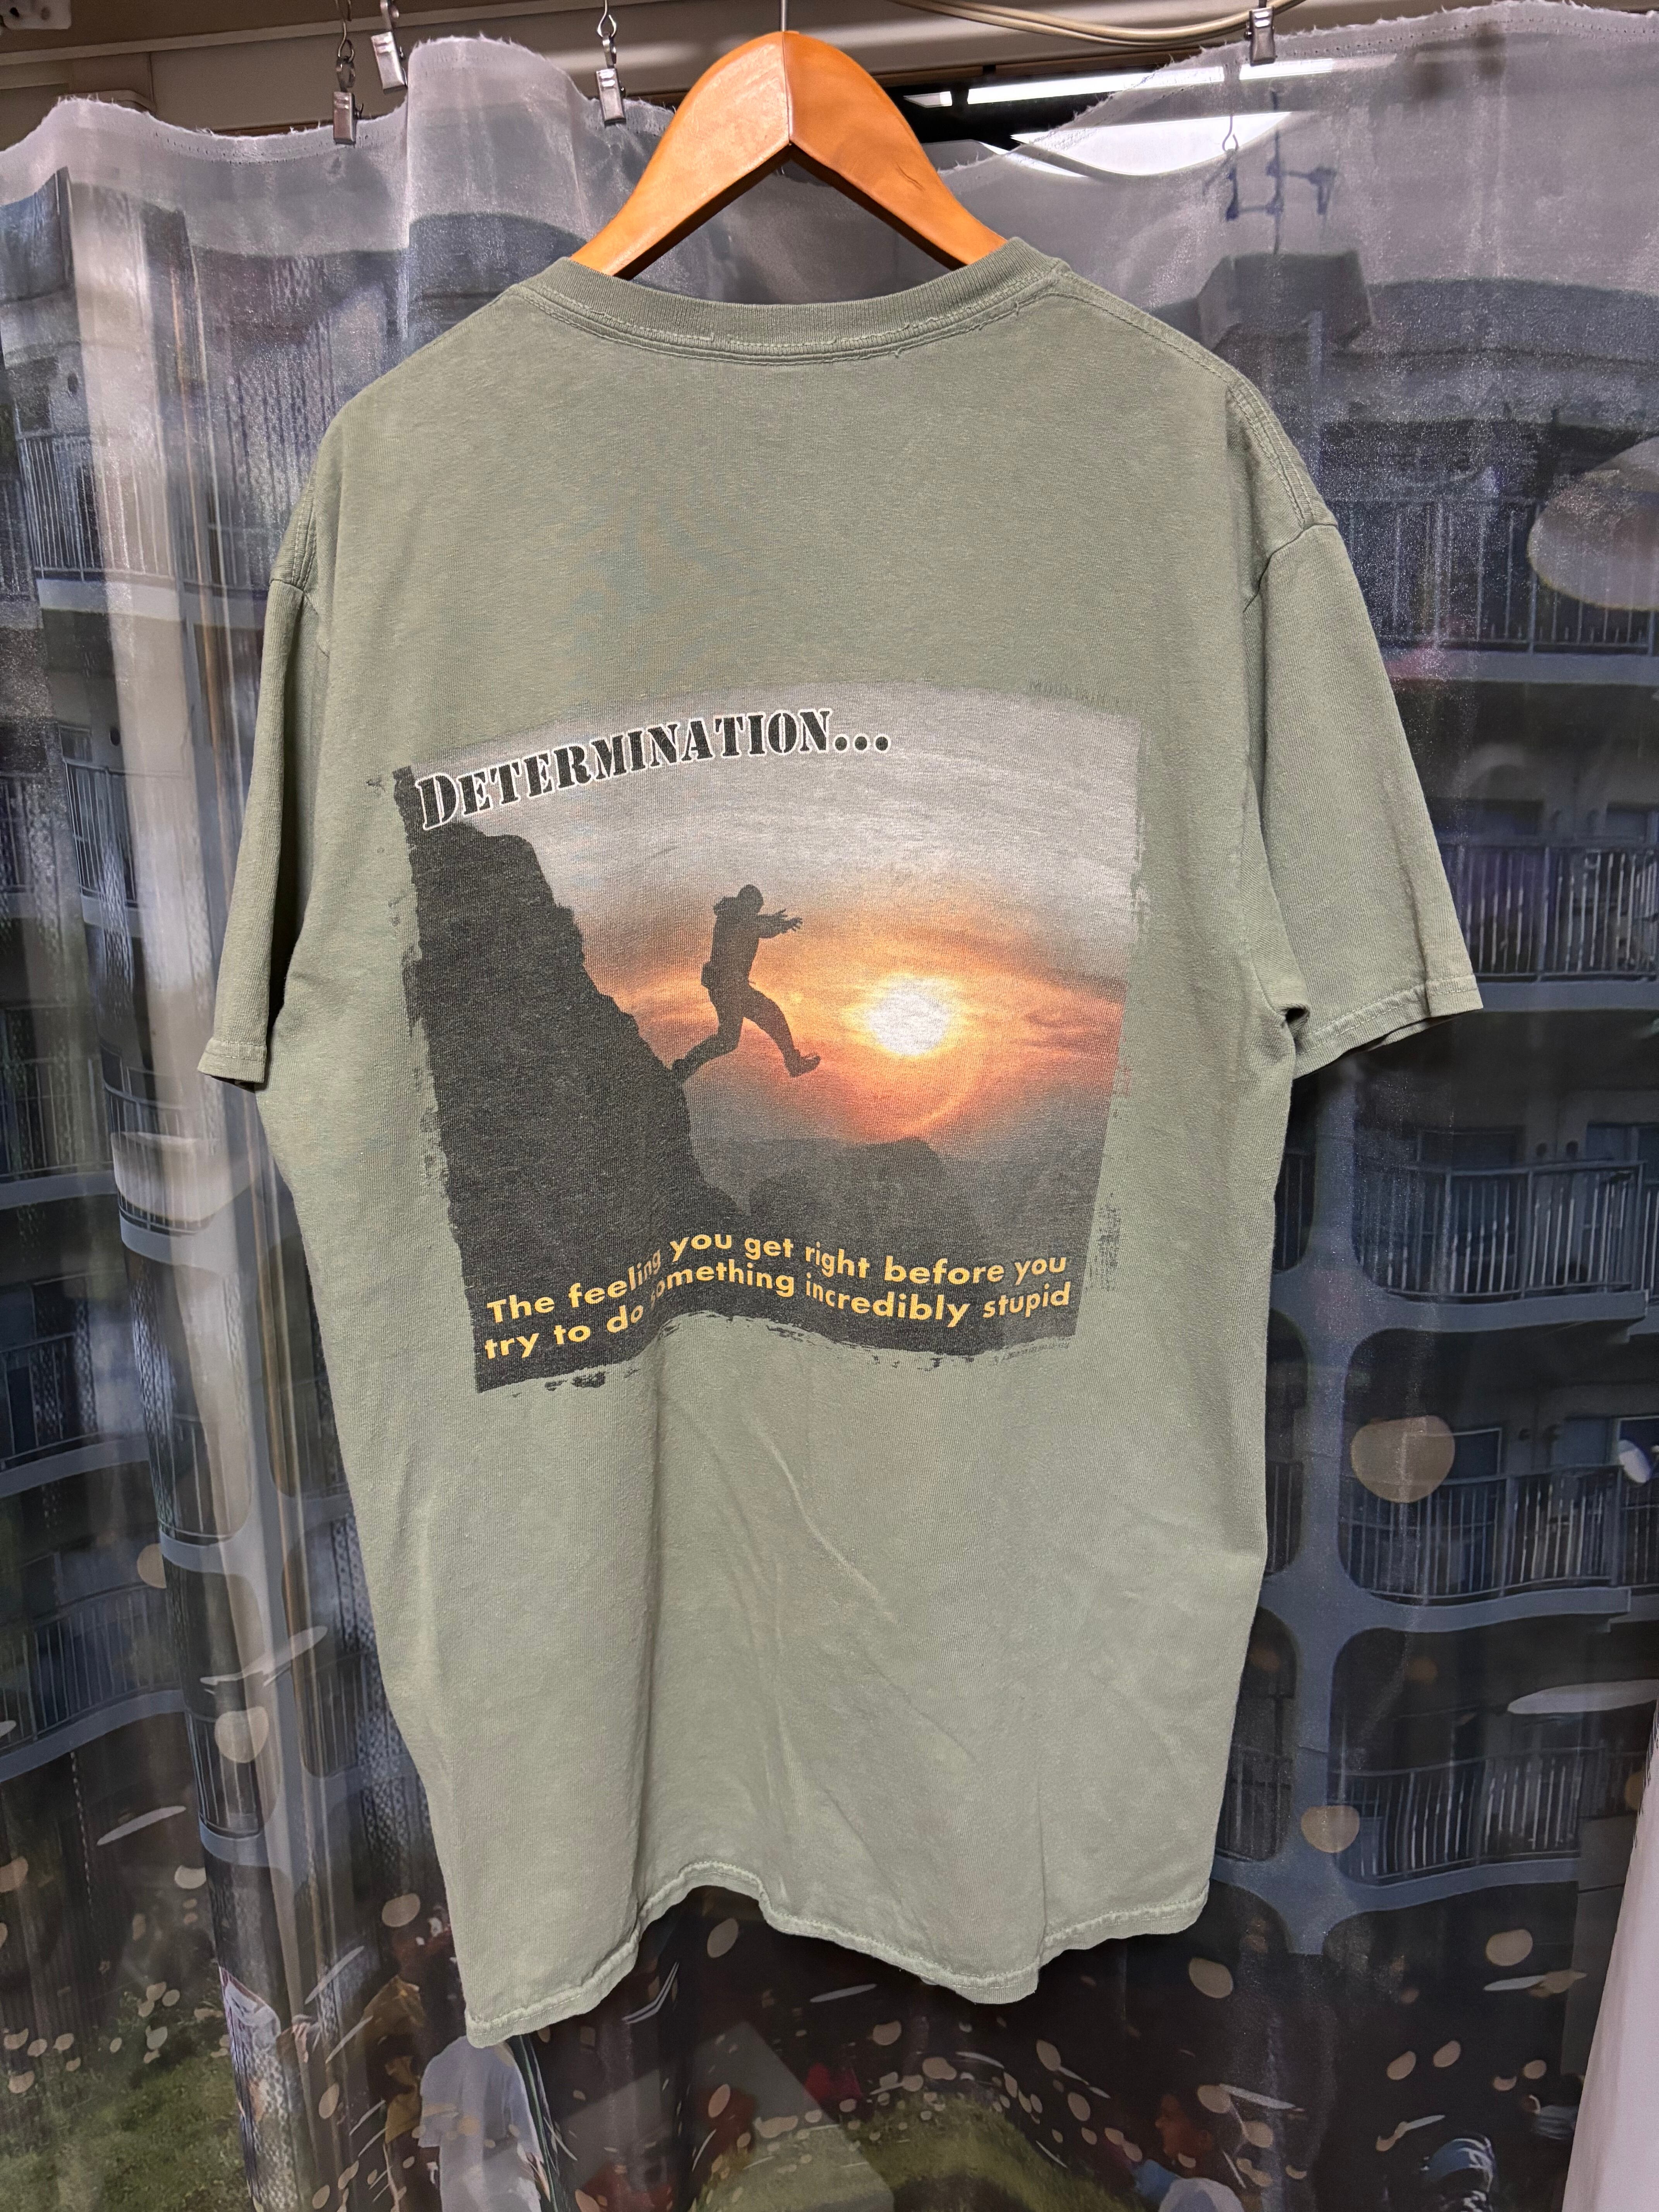 DETERMINATION...
The feeling you get right before you
try to do something incredibly stupid